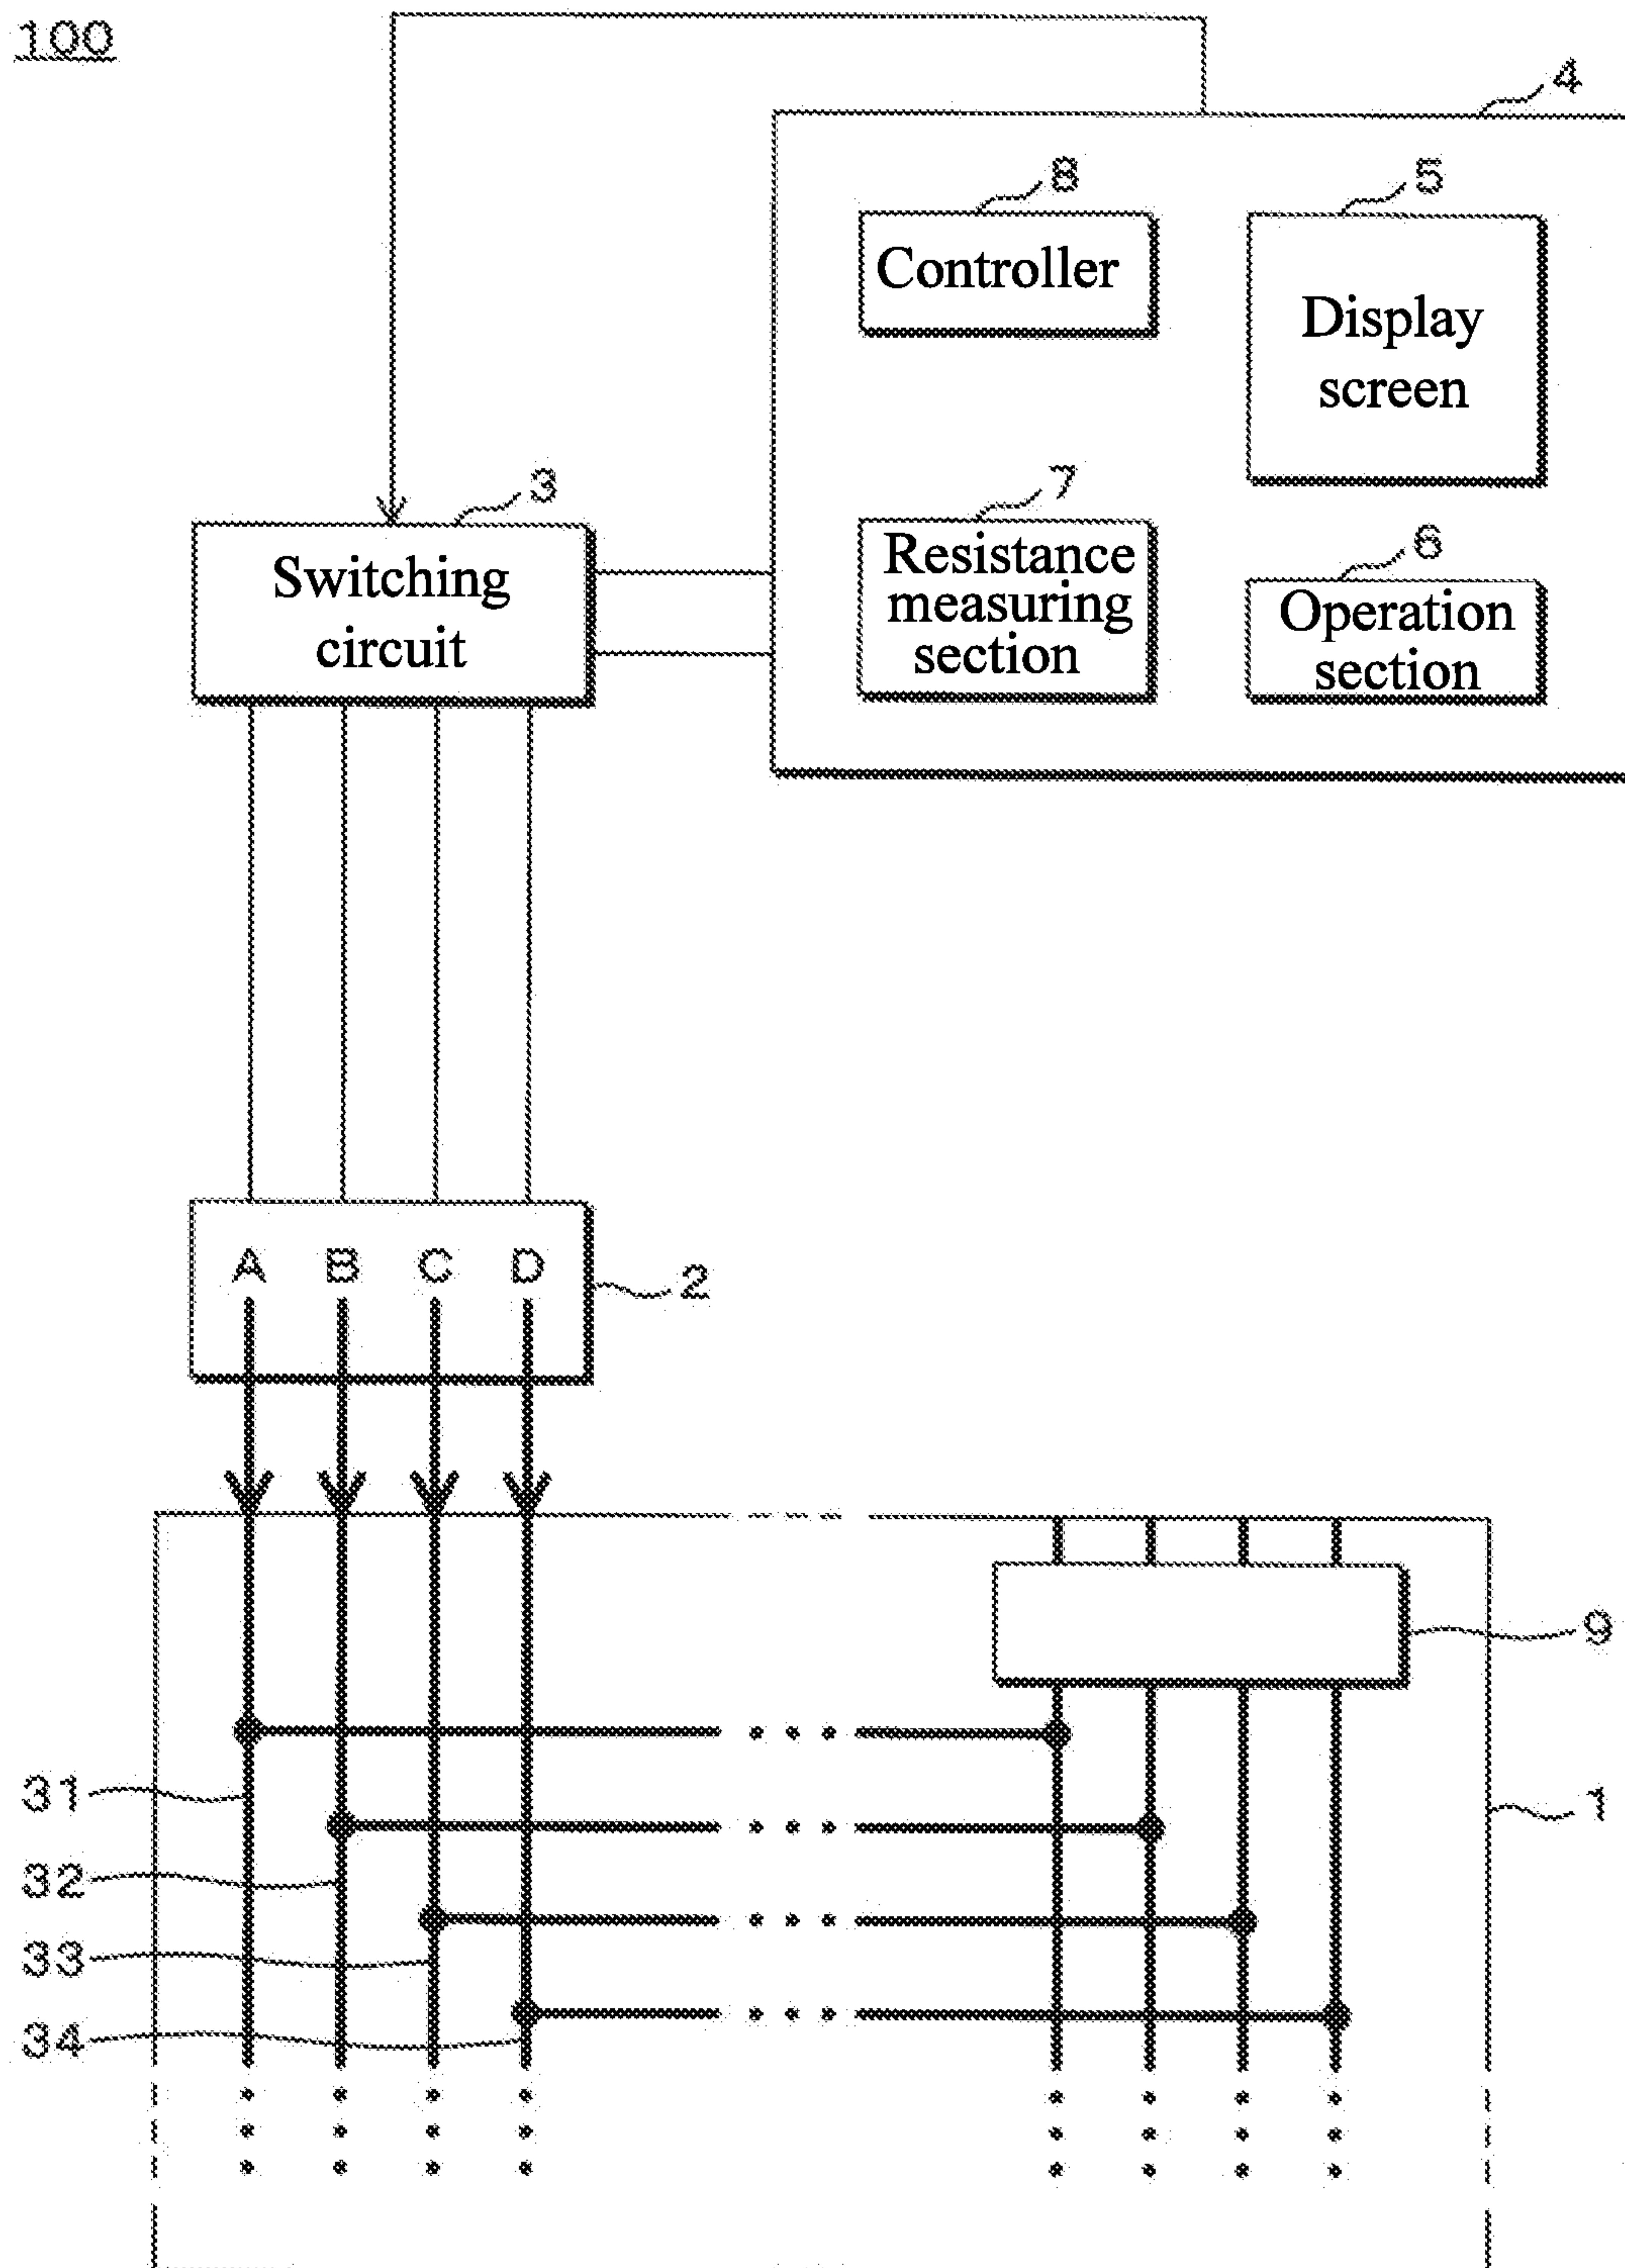 100
4
8
5
Controller
Display
screen
3
7
6
Switching
circuit
Resistance
measuring
section
Operation
section
A B C D
2
9
31
1
32
33
34